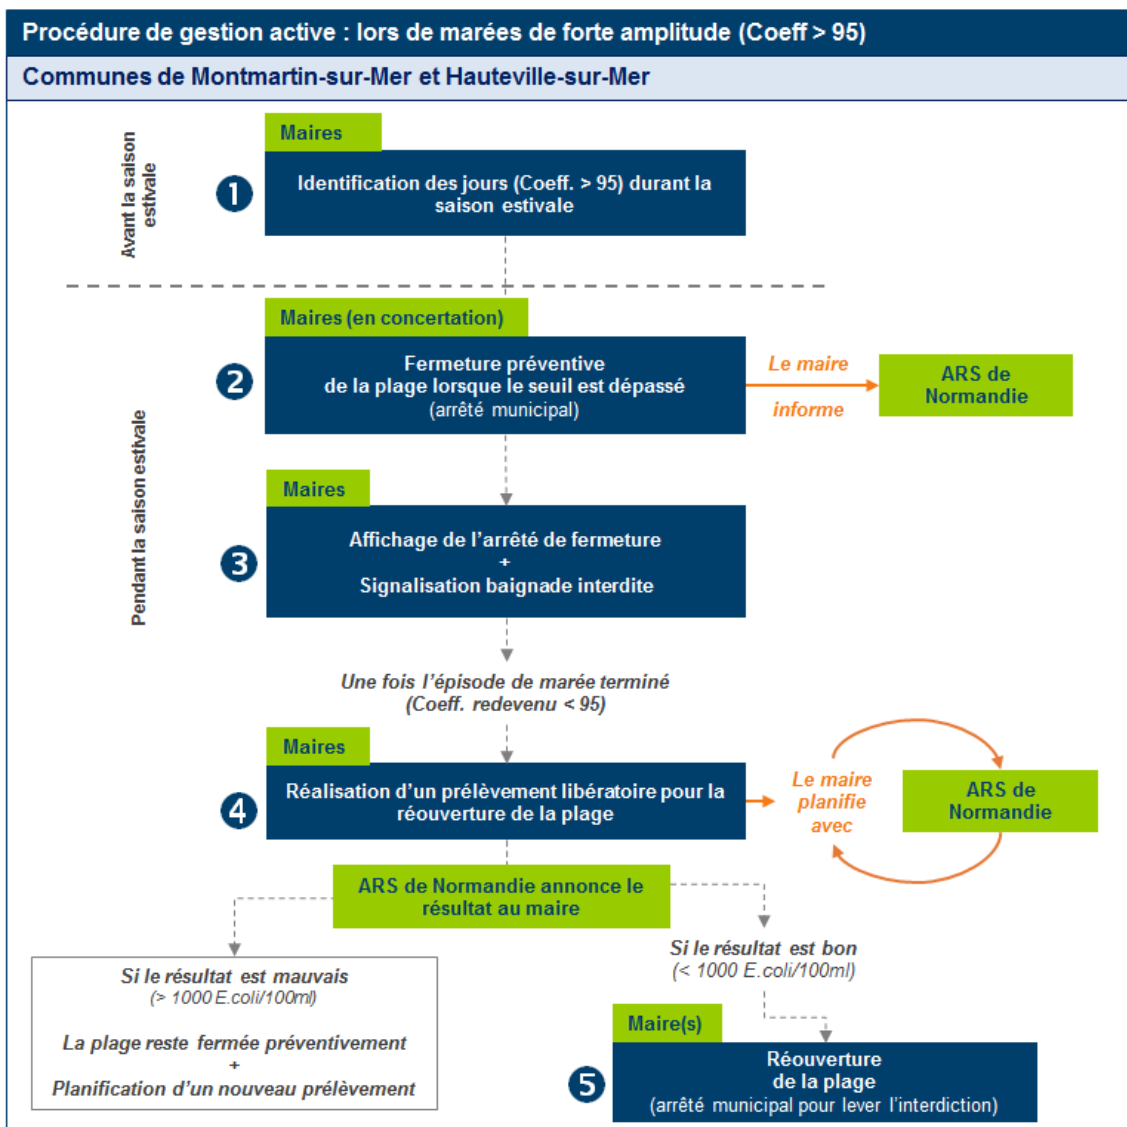 Procédure de gestion active : lors de marées de forte amplitude (Coeff > 95)
Communes de Montmartin-sur-Mer et Hauteville-sur-Mer
Avant la saison
estivale
Maires
1
Identification des jours (Coeff. > 95) durant la
saison estivale
Pendant la saison estivale
Maires (en concertation)
2
Fermeture préventive
de la plage lorsque le seuil est dépassé
(arrêté municipal)
Le maire
informe
ARS de
Normandie
Maires
3
Affichage de l'arrêté de fermeture
+
Signalisation baignade interdite
Une fois l'épisode de marée terminé
(Coeff. redevenu < 95)
Maires
4
Réalisation d'un prélèvement libératoire pour la
réouverture de la plage
Le maire
planifie
avec
ARS de
Normandie
ARS de Normandie annonce le
résultat au maire
Si le résultat est mauvais
(> 1000 E.coli/100ml)
La plage reste fermée préventivement
+
Planification d'un nouveau prélèvement
Si le résultat est bon
(< 1000 E.coli/100ml)
Maire(s)
5
Réouverture
de la plage
(arrêté municipal pour lever l'interdiction)